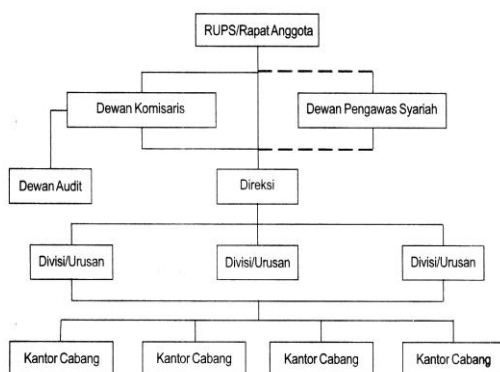 RUPS/Rapat Anggota
Dewan Komisaris
Dewan Pengawas Syariah
Dewan Audit
Direksi
Divisi/Urusan
Divisi/Urusan
Divisi/Urusan
Kantor Cabang
Kantor Cabang
Kantor Cabang
Kantor Cabang